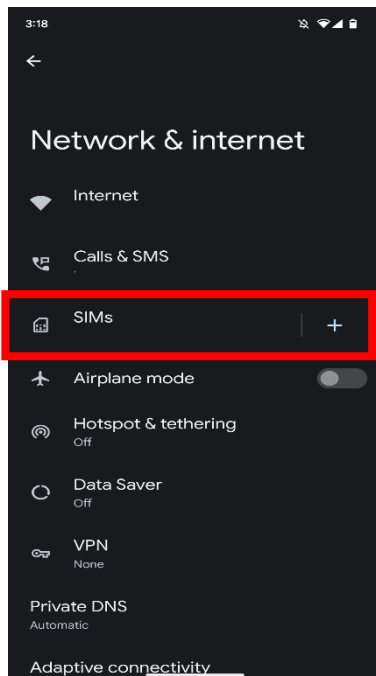 3:18
Network & internet
Internet
Calls & SMS
SIMs
+
Airplane mode
Hotspot & tethering
Off
Data Saver
Off
VPN
None
Private DNS
Automatic
Adaptive connectivity